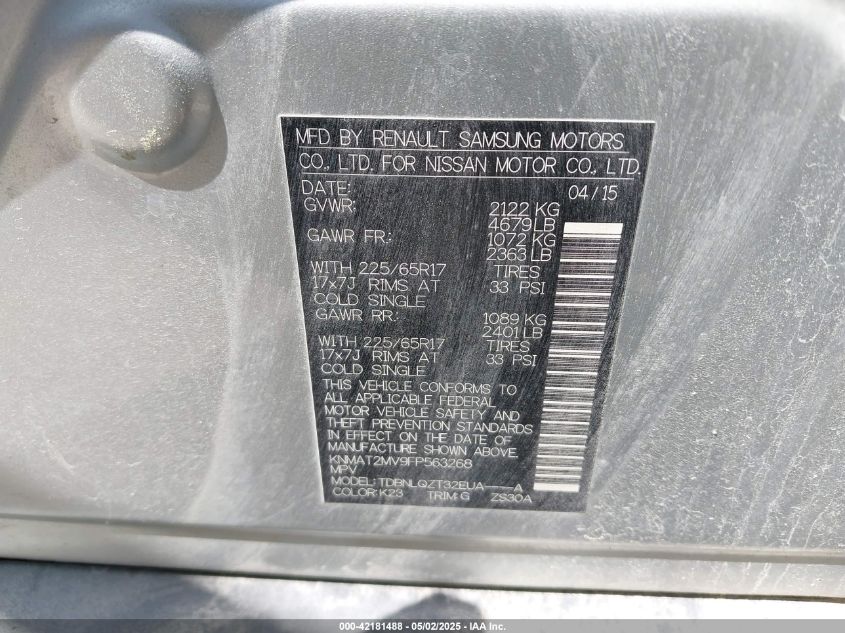 MFD BY RENAULT SAMSUNG MOTORS
CO., LTD. FOR NISSAN MOTOR CO., LTD.
DATE: 04/15
GVWR: 2122 KG
4679 LB
GAWR FR: 1072 KG
2363 LB
WITH 225/65R17 TIRES
17x7J RIMS AT 33 PSI
COLD SINGLE
GAWR RR: 1089 KG
2401 LB
WITH 225/65R17 TIRES
17x7J RIMS AT 33 PSI
COLD SINGLE
THIS VEHICLE CONFORMS TO
ALL APPLICABLE FEDERAL
MOTOR VEHICLE SAFETY AND
THEFT PREVENTION STANDARDS
IN EFFECT ON THE DATE OF
MANUFACTURE SHOWN ABOVE.
KNMAT2MV9FP563268
MPV
MODEL: TDBNLQZT32EUA-----A
COLOR: K23 TRIM: G ZS30A
000-42181488 - 05/02/2025 - IAA Inc.